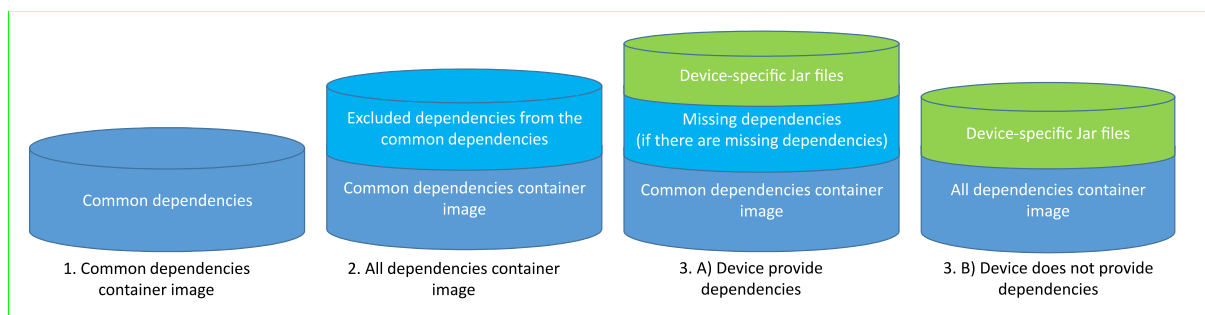 Common dependencies
1. Common dependencies
container image
Excluded dependencies from the
common dependencies
Common dependencies container
image
2. All dependencies container
image
Device-specific Jar files
Missing dependencies
(if there are missing dependencies)
Common dependencies container
image
3. A) Device provide
dependencies
Device-specific Jar files
All dependencies container
image
3. B) Device does not provide
dependencies